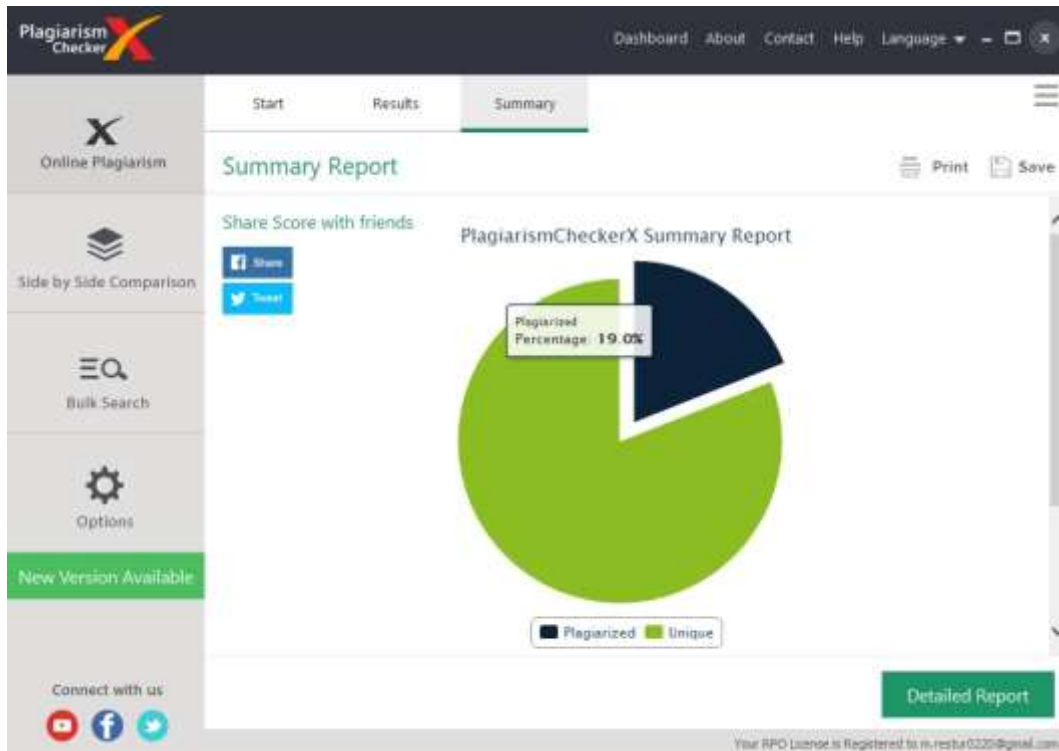 Plagiarism
Checker
Dashboard About Contact Help Language
Online Plagiarism
Side by Side Comparison
Bulk Search
Options
New Version Available
Connect with us
Start Results Summary
Summary Report
Print Save
Share Score with friends
Share
Tweet
PlagiarismCheckerX Summary Report
Plagiarized
Percentage: 19.0%
Plagiarized Unique
Detailed Report
Your RPO License is Registered to